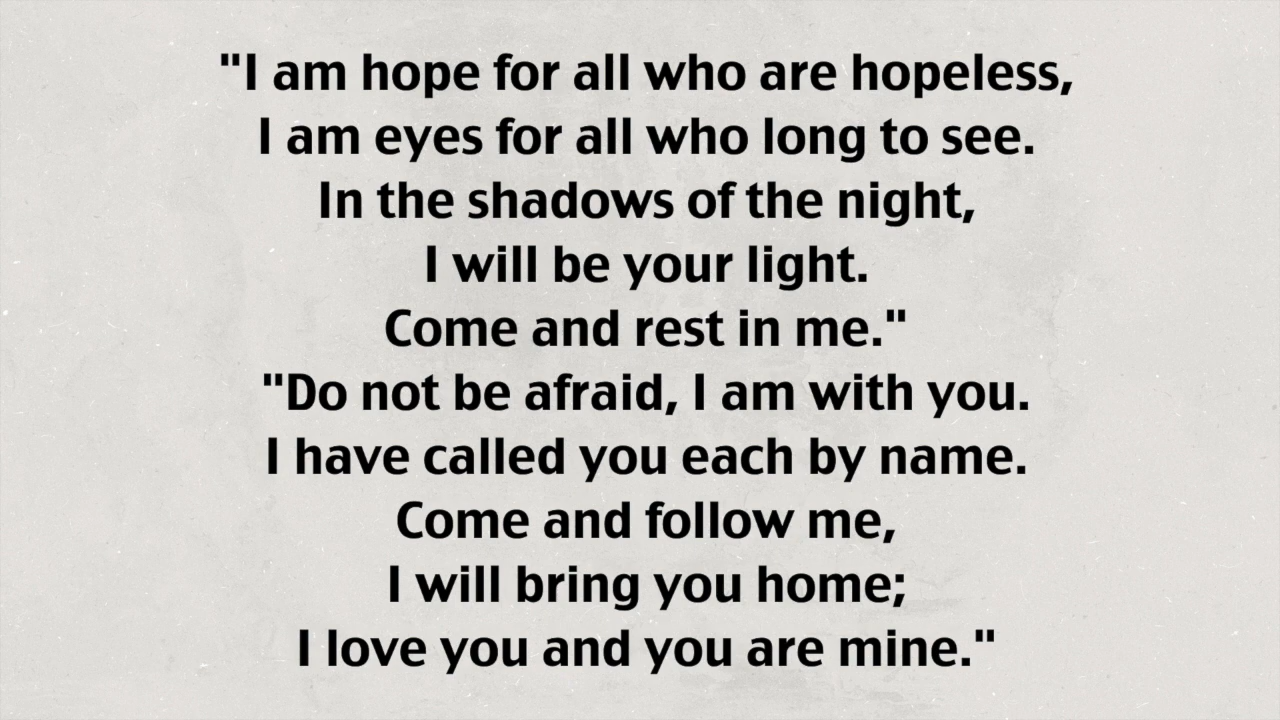 "I am hope for all who are hopeless,
I am eyes for all who long to see.
In the shadows of the night,
I will be your light.
Come and rest in me."
"Do not be afraid, I am with you.
I have called you each by name.
Come and follow me,
I will bring you home;
I love you and you are mine."